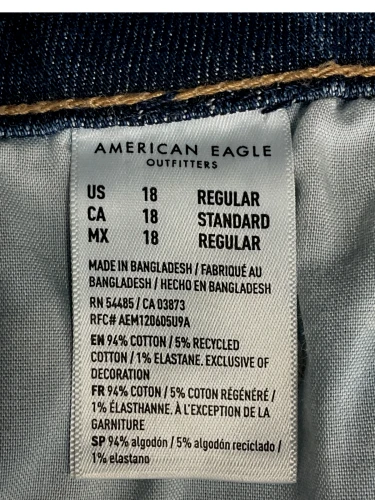 AMERICAN EAGLE
OUTFITTERS
US 18 REGULAR
CA 18 STANDARD
MX 18 REGULAR
MADE IN BANGLADESH / FABRIQUÉ AU
BANGLADESH / HECHO EN BANGLADESH
RN 54485 / CA 03873
RFC# AEM120605U9A
EN 94% COTTON / 5% RECYCLED
COTTON / 1% ELASTANE. EXCLUSIVE OF
DECORATION
FR 94% COTON / 5% COTON RÉGÉNÉRÉ /
1% ÉLASTHANNE. À L'EXCEPTION DE LA
GARNITURE
SP 94% algodón / 5% algodón reciclado /
1% elastano